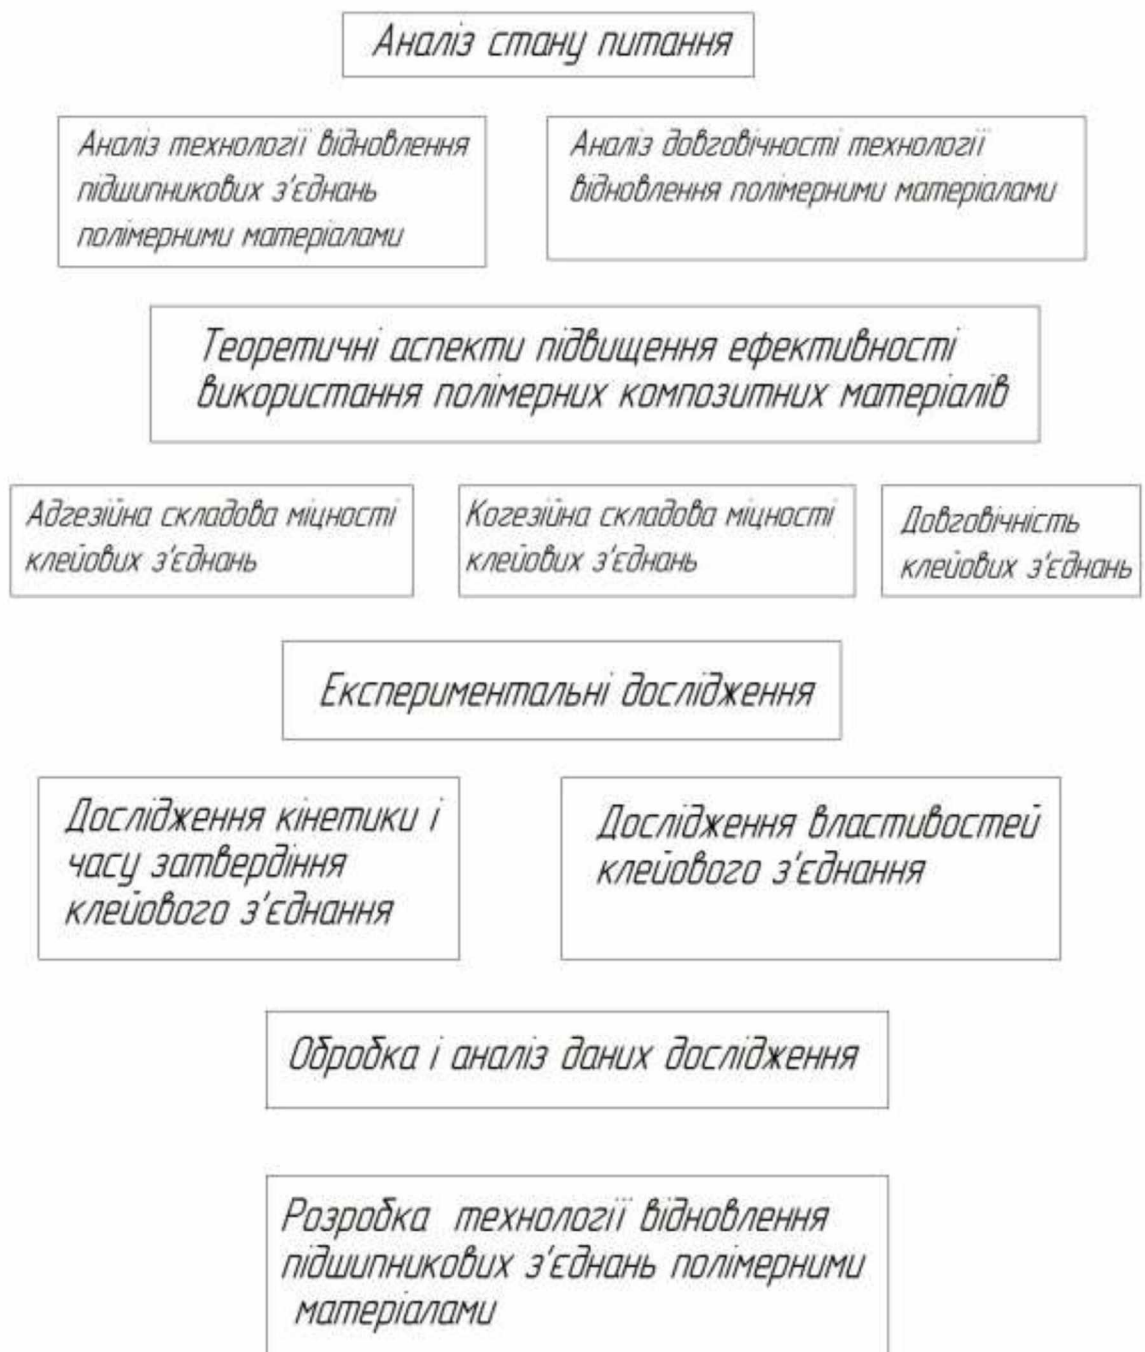 Аналіз стану питання
Аналіз технології відновлення
підшипникових з'єднань
полімерними матеріалами
Аналіз довговічності технології
відновлення полімерними матеріалами
Теоретичні аспекти підвищення ефективності
використання полімерних композитних матеріалів
Адгезійна складова міцності
клейових з'єднань
Когезійна складова міцності
клейових з'єднань
Довговічність
клейових з'єднань
Експериментальні дослідження
Дослідження кінетики і
часу затвердіння
клейового з'єднання
Дослідження властивостей
клейового з'єднання
Обробка і аналіз даних дослідження
Розробка технології відновлення
підшипникових з'єднань полімерними
матеріалами